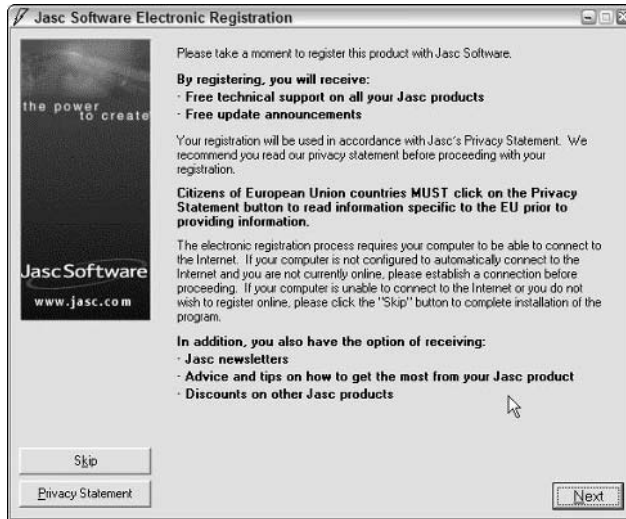 Jasc Software Electronic Registration
the power
to create
Jasc Software
www.jasc.com
Please take a moment to register this product with Jasc Software.
By registering, you will receive:
· Free technical support on all your Jasc products
· Free update announcements
Your registration will be used in accordance with Jasc's Privacy Statement. We
recommend you read our privacy statement before proceeding with your
registration.
Citizens of European Union countries MUST click on the Privacy
Statement button to read information specific to the EU prior to
providing information.
The electronic registration process requires your computer to be able to connect to
the Internet. If your computer is not configured to automatically connect to the
Internet and you are not currently online, please establish a connection before
proceeding. If your computer is unable to connect to the Internet or you do not
wish to register online, please click the "Skip" button to complete installation of the
program.
In addition, you also have the option of receiving:
· Jasc newsletters
· Advice and tips on how to get the most from your Jasc product
· Discounts on other Jasc products
Skip
Privacy Statement
Next